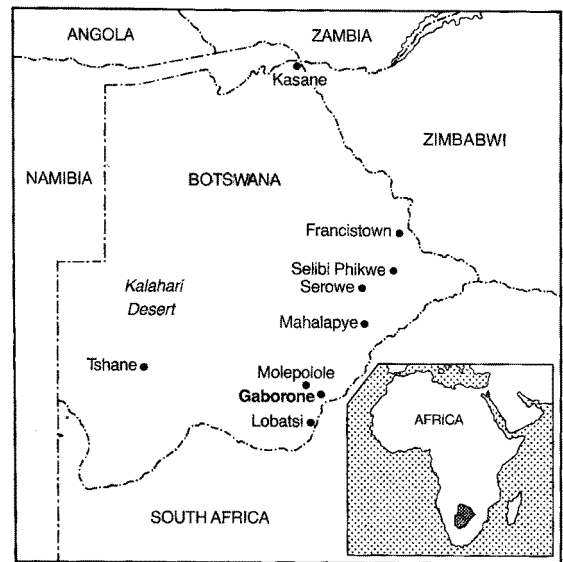 ANGOLA
ZAMBIA
Kasane
ZIMBABWI
NAMIBIA
BOTSWANA
Francistown
Selibi Phikwe
Serowe
Kalahari
Desert
Mahalapye
Tshane
Molepolole
Gaborone
Lobatsi
AFRICA
SOUTH AFRICA